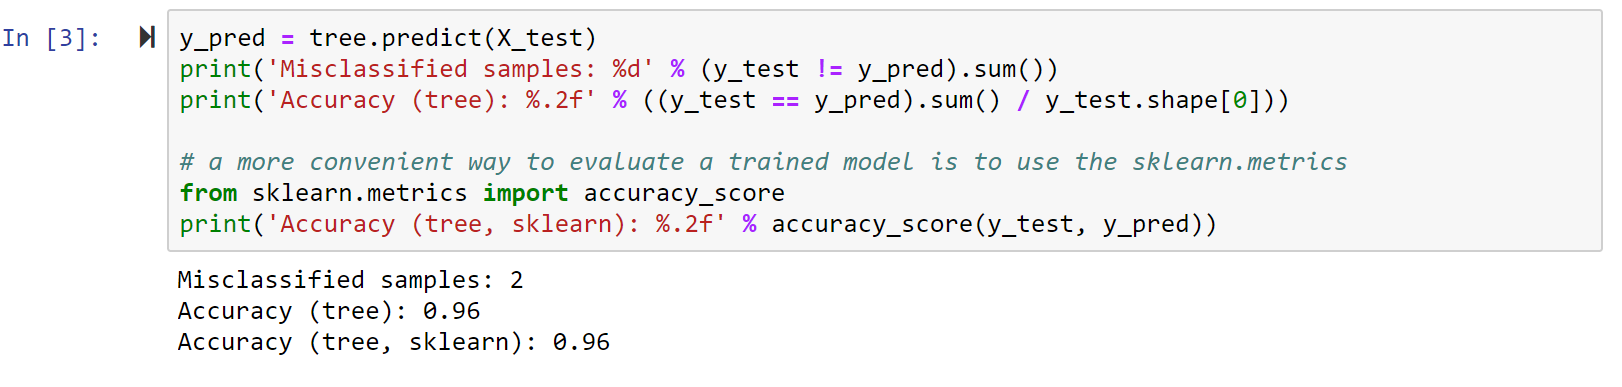 In [3]:
y_pred = tree.predict(X_test)
print('Misclassified samples: %d' % (y_test != y_pred).sum())
print('Accuracy (tree): %.2f' % ((y_test == y_pred).sum() / y_test.shape[0]))
# a more convenient way to evaluate a trained model is to use the sklearn.metrics
from sklearn.metrics import accuracy_score
print('Accuracy (tree, sklearn): %.2f' % accuracy_score(y_test, y_pred))
Misclassified samples: 2
Accuracy (tree): 0.96
Accuracy (tree, sklearn): 0.96